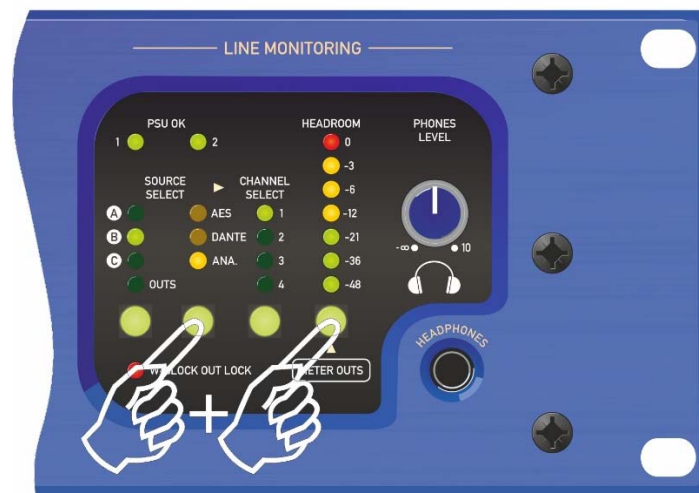 LINE MONITORING
PSU OK
1 2
HEADROOM
0
-3
-6
-12
-21
-36
-48
PHONES
LEVEL
-∞ 10
SOURCE
SELECT
CHANNEL
SELECT
A
B
C
OUTS
AES
DANTE
ANA.
1
2
3
4
LOCK OUT LOCK
METER OUTS
+
HEADPHONES